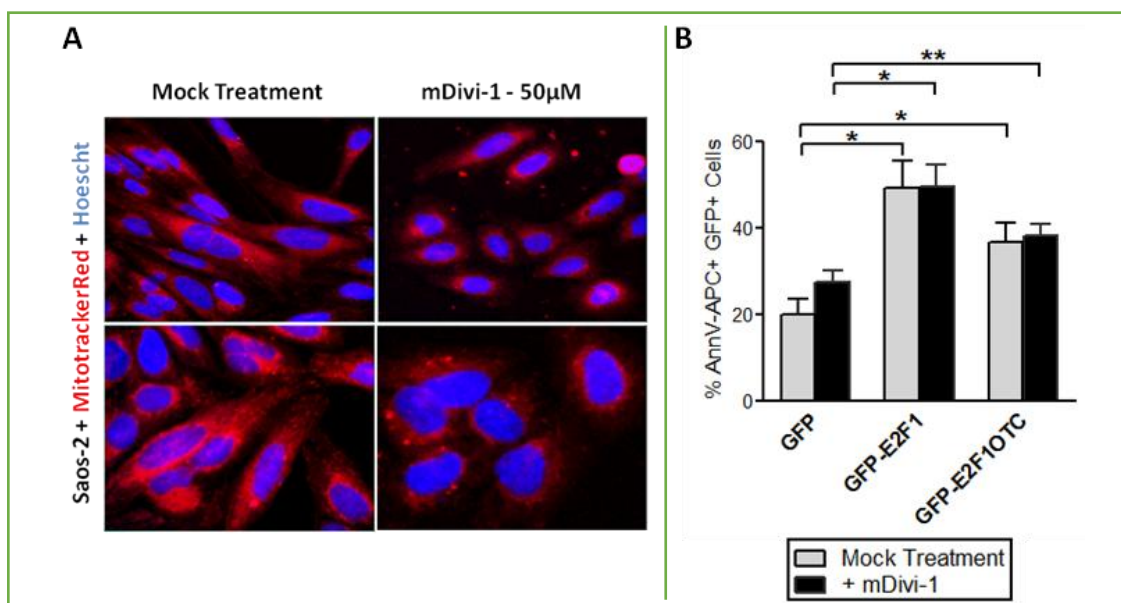 A
Mock Treatment
mDivi-1 - 50µM
Saos-2 + MitotrackerRed + Hoescht
B
**
*
*
*
60
40
20
0
% AnnV-APC+ GFP+ Cells
GFP
GFP-E2F1
GFP-E2F1OTC
Mock Treatment
+ mDivi-1